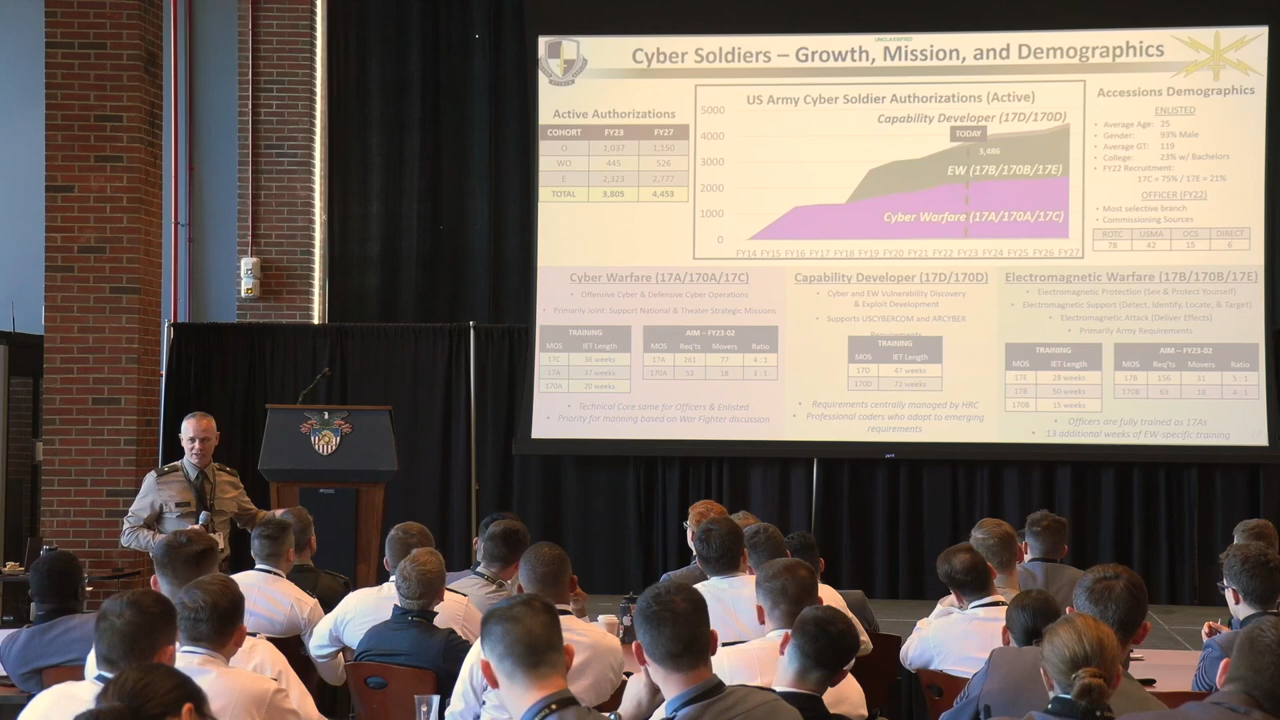 UNCLASSIFIED
Cyber Soldiers – Growth, Mission, and Demographics
Active Authorizations
COHORT FY23 FY27
O 1,037 1,150
WO 445 526
E 2,323 2,777
TOTAL 3,805 4,453
US Army Cyber Soldier Authorizations (Active)
5000
4000
3000
2000
1000
0
Capability Developer (17D/170D)
TODAY
3,486
EW (17B/170B/17E)
Cyber Warfare (17A/170A/17C)
FY14 FY15 FY16 FY17 FY18 FY19 FY20 FY21 FY22 FY23 FY24 FY25 FY26 FY27
Accessions Demographics
ENLISTED
• Average Age: 25
• Gender: 93% Male
• Average GT: 119
• College: 23% w/ Bachelors
• FY22 Recruitment:
17C = 75% / 17E = 21%
OFFICER (FY22)
• Most selective branch
• Commissioning Sources
ROTC USMA OCS DIRECT
78 42 15 6
Cyber Warfare (17A/170A/17C)
• Offensive Cyber & Defensive Cyber Operations
• Primarily Joint: Support National & Theater Strategic Missions
TRAINING
MOS IET Length
17C 38 weeks
17A 37 weeks
170A 20 weeks
AIM – FY23-02
MOS Req'ts Movers Ratio
17A 261 77 4 : 1
170A 53 18 3 : 1
• Technical Core same for Officers & Enlisted
• Priority for manning based on War Fighter discussion
Capability Developer (17D/170D)
• Cyber and EW Vulnerability Discovery
& Exploit Development
• Supports USCYBERCOM and ARCYBER
Requirements
TRAINING
MOS IET Length
17D 47 weeks
170D 72 weeks
• Requirements centrally managed by HRC
• Professional coders who adopt to emerging
requirements
Electromagnetic Warfare (17B/170B/17E)
• Electromagnetic Protection (See & Protect Yourself)
• Electromagnetic Support (Detect, Identify, Locate, & Target)
• Electromagnetic Attack (Deliver Effects)
• Primarily Army Requirements
TRAINING
MOS IET Length
17E 28 weeks
17B 50 weeks
170B 15 weeks
AIM – FY23-02
MOS Req'ts Movers Ratio
17B 156 31 5 : 1
170B 63 16 4 : 1
• Officers are fully trained as 17As
• 13 additional weeks of EW-specific training